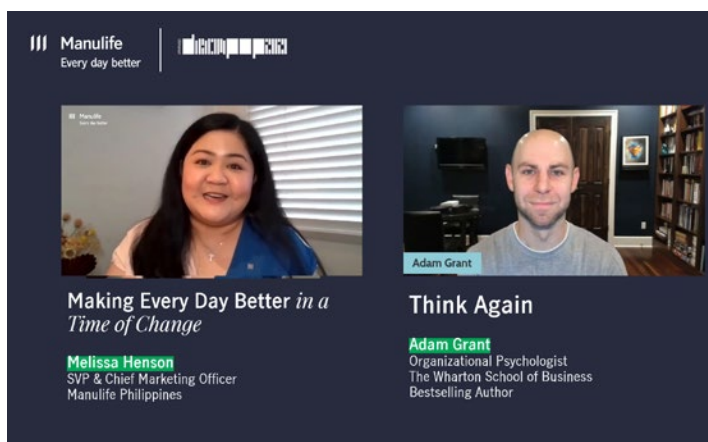 Manulife
Every day better
Manulife
Adam Grant
Making Every Day Better in a
Time of Change
Melissa Henson
SVP & Chief Marketing Officer
Manulife Philippines
Think Again
Adam Grant
Organizational Psychologist
The Wharton School of Business
Bestselling Author